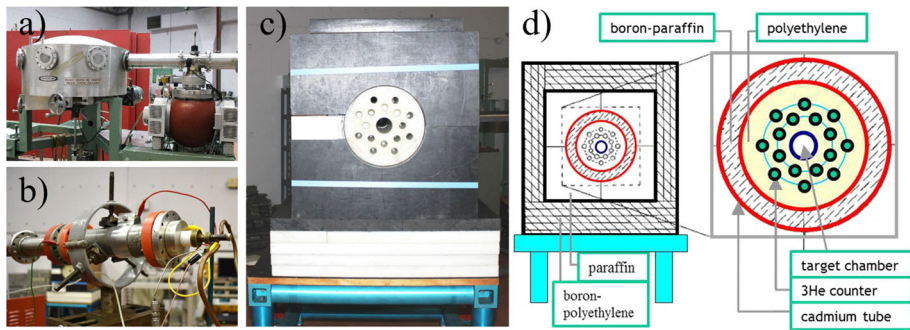 a)
b)
c)
d)
boron-paraffin
polyethylene
paraffin
boron-
polyethylene
target chamber
3He counter
cadmium tube